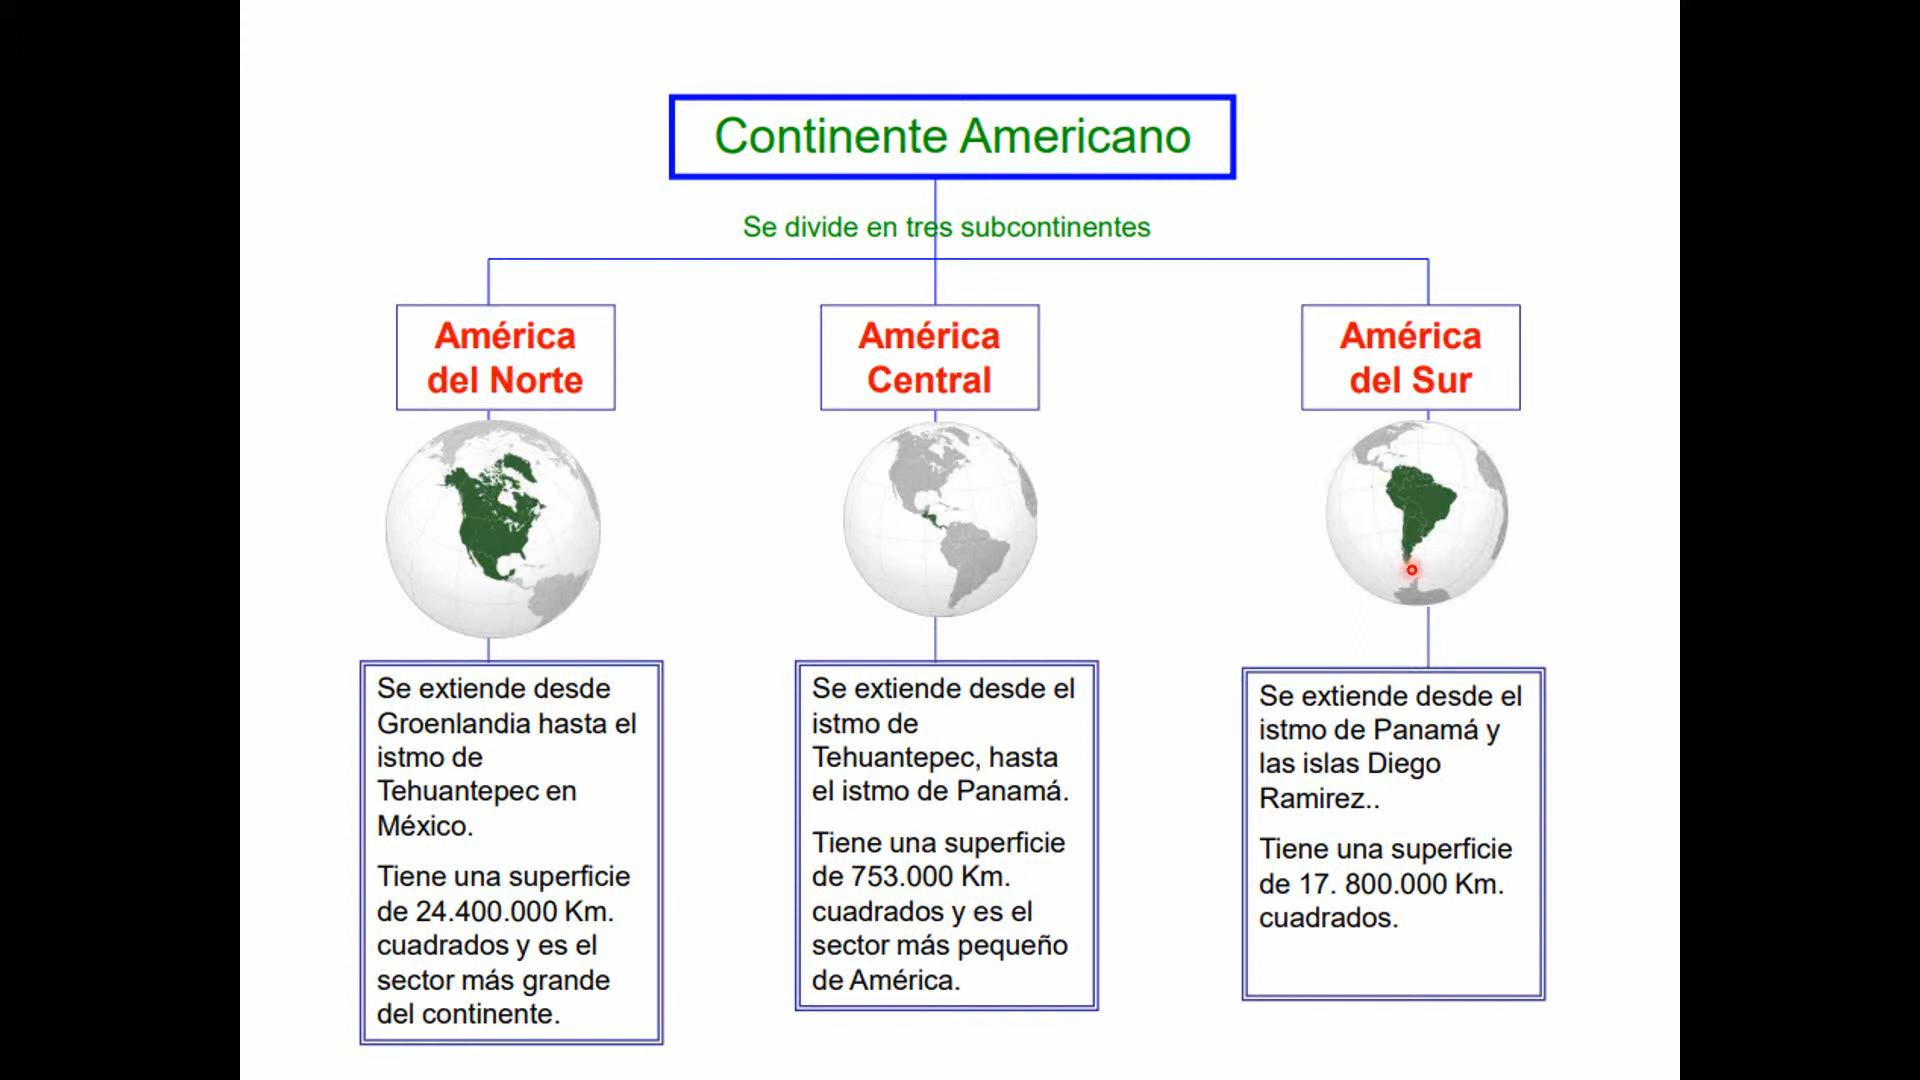 Continente Americano
Se divide en tres subcontinentes
América
del Norte
América
Central
América
del Sur
Se extiende desde
Groenlandia hasta el
istmo de
Tehuantepec en
México.
Tiene una superficie
de 24.400.000 Km.
cuadrados y es el
sector más grande
del continente.
Se extiende desde el
istmo de
Tehuantepec, hasta
el istmo de Panamá.
Tiene una superficie
de 753.000 Km.
cuadrados y es el
sector más pequeño
de América.
Se extiende desde el
istmo de Panamá y
las islas Diego
Ramirez..
Tiene una superficie
de 17. 800.000 Km.
cuadrados.